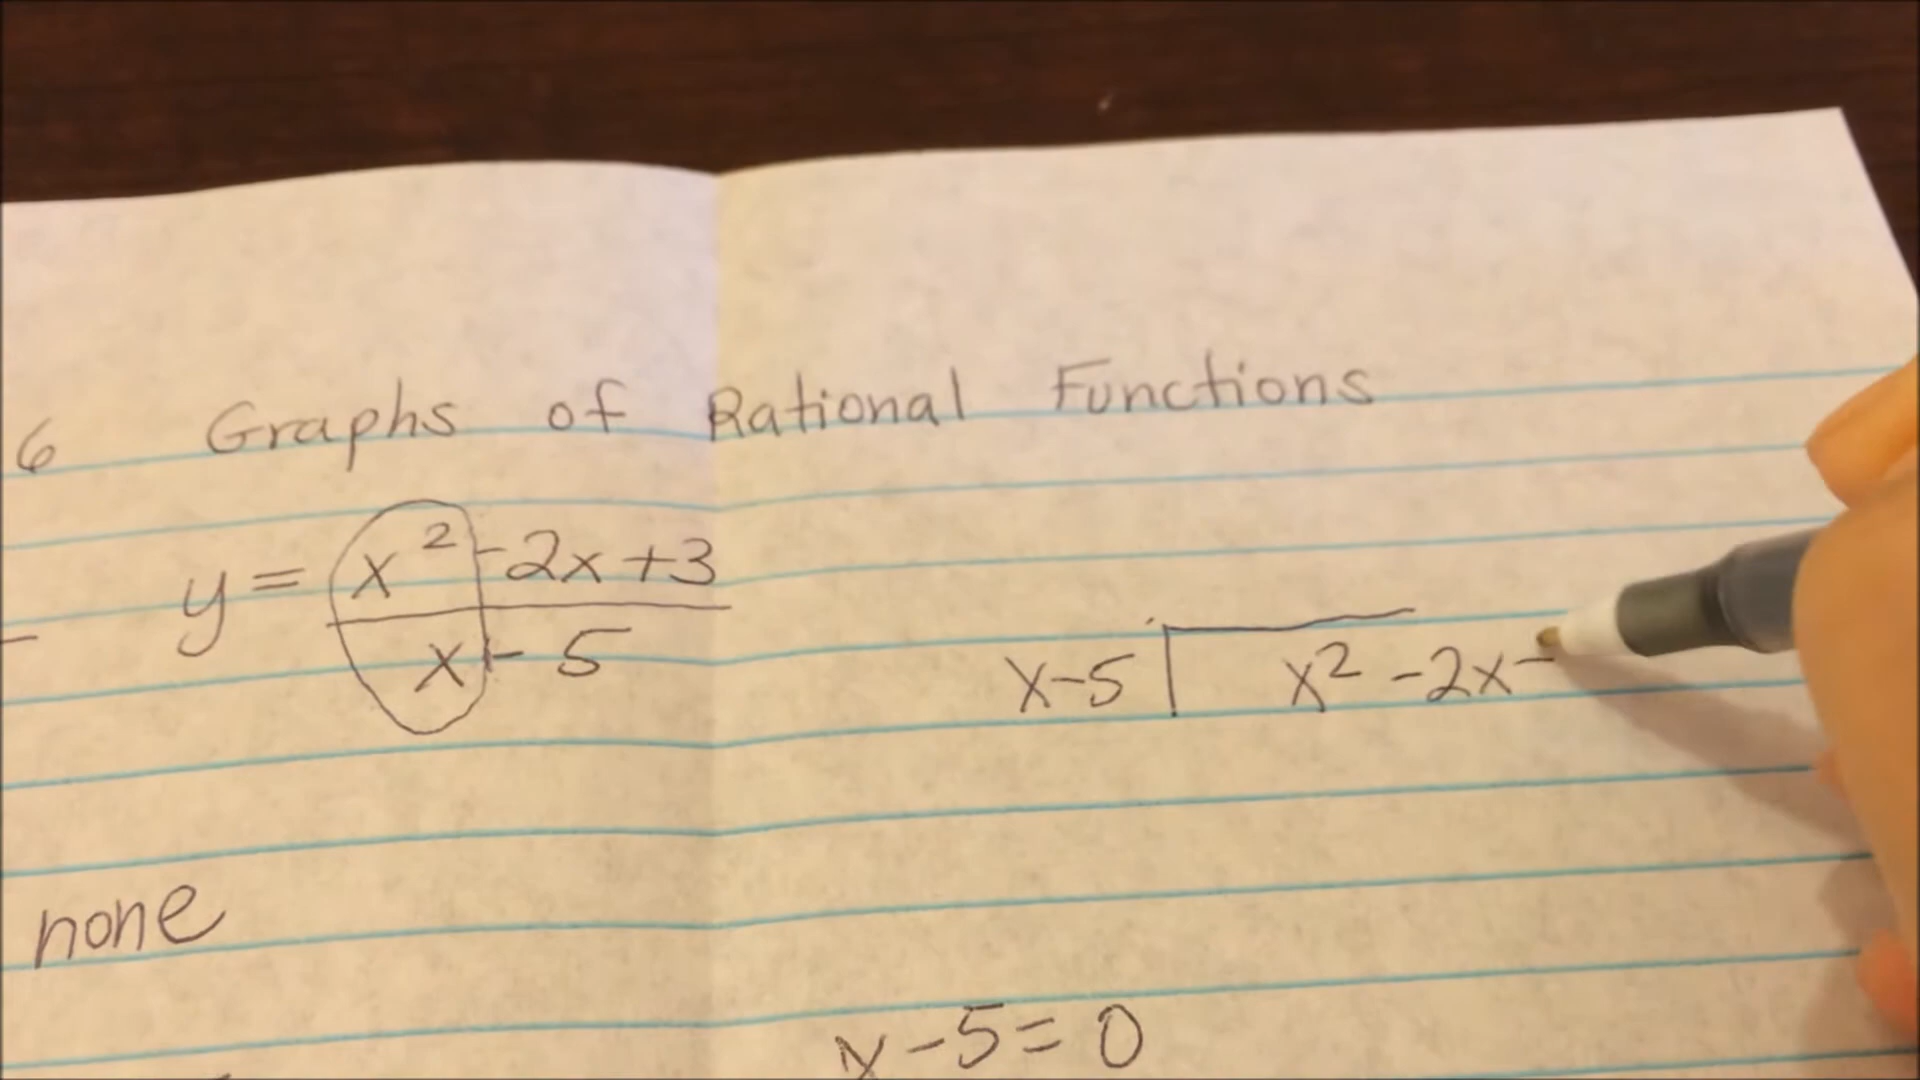 6 Graphs of Rational Functions
y = x² - 2x + 3
x - 5
x-5 x² - 2x -
none
x - 5 = 0